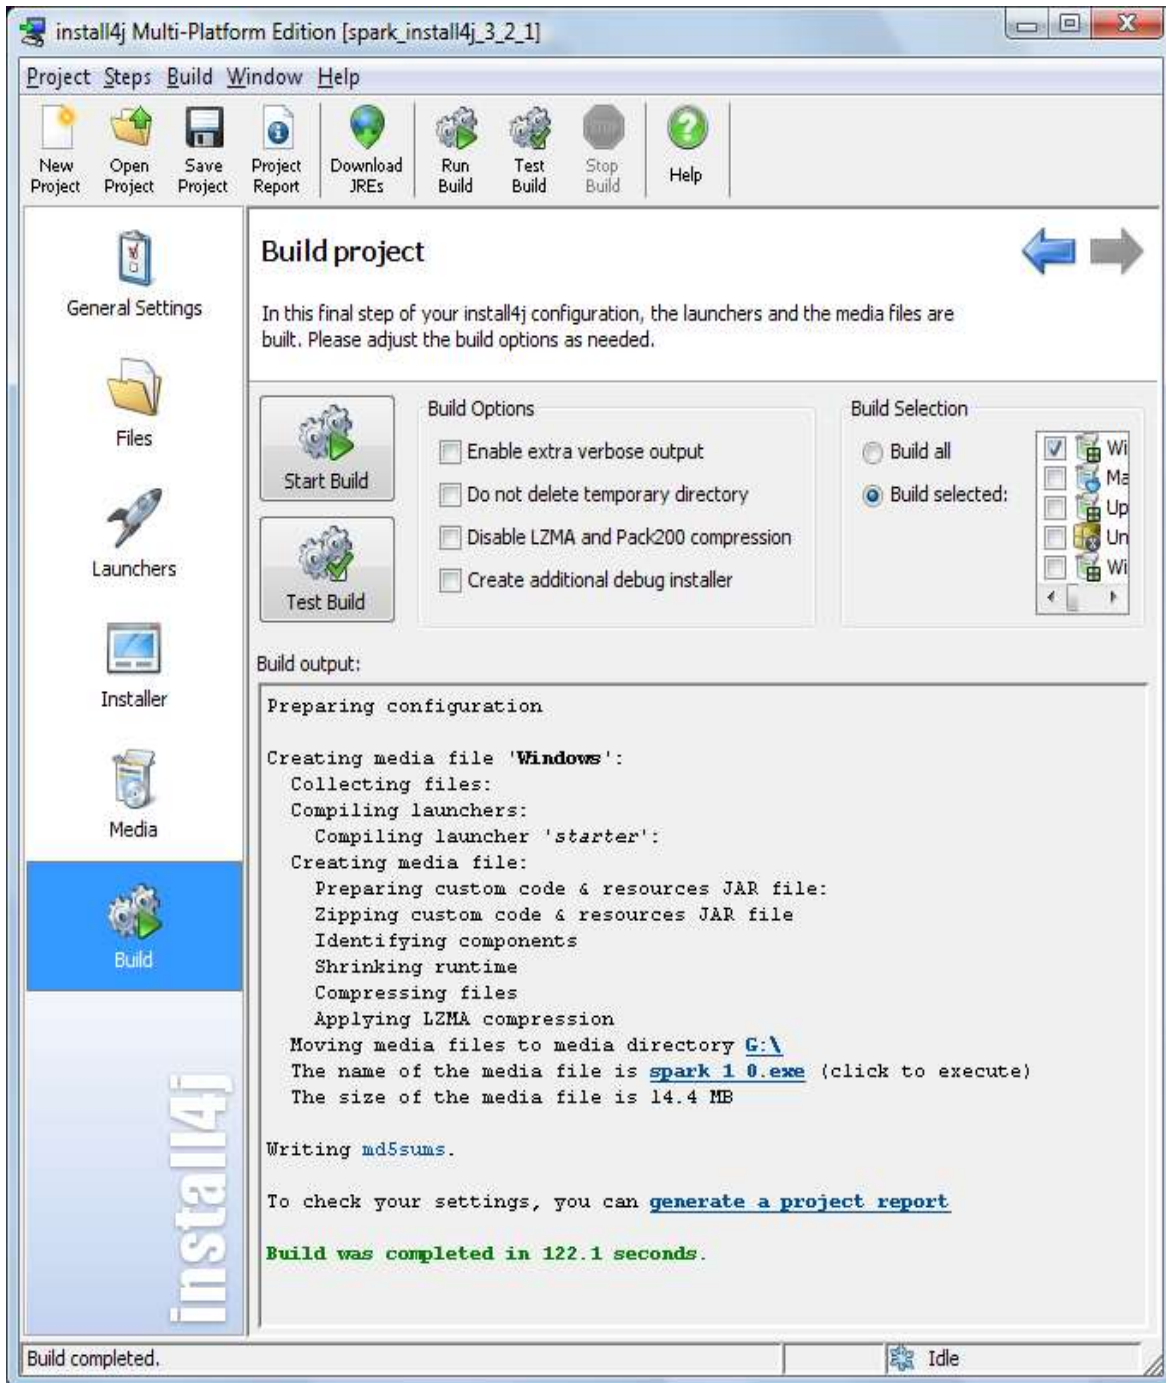 install4j Multi-Platform Edition [spark_install4j_3_2_1]
Project Steps Build Window Help
New Project
Open Project
Save Project
Project Report
Download JREs
Run Build
Test Build
Stop Build
Help
General Settings
Files
Launchers
Installer
Media
Build
install4j
Build project
In this final step of your install4j configuration, the launchers and the media files are
built. Please adjust the build options as needed.
Start Build
Test Build
Build Options
Enable extra verbose output
Do not delete temporary directory
Disable LZMA and Pack200 compression
Create additional debug installer
Build Selection
Build all
Build selected:
Wi
Ma
Up
Un
Wi
Build output:
Preparing configuration
Creating media file 'Windows':
Collecting files:
Compiling launchers:
Compiling launcher 'starter':
Creating media file:
Preparing custom code & resources JAR file:
Zipping custom code & resources JAR file
Identifying components
Shrinking runtime
Compressing files
Applying LZMA compression
Moving media files to media directory G:\
The name of the media file is spark_1_0.exe (click to execute)
The size of the media file is 14.4 MB
Writing md5sums.
To check your settings, you can generate a project report
Build was completed in 122.1 seconds.
Build completed.
Idle